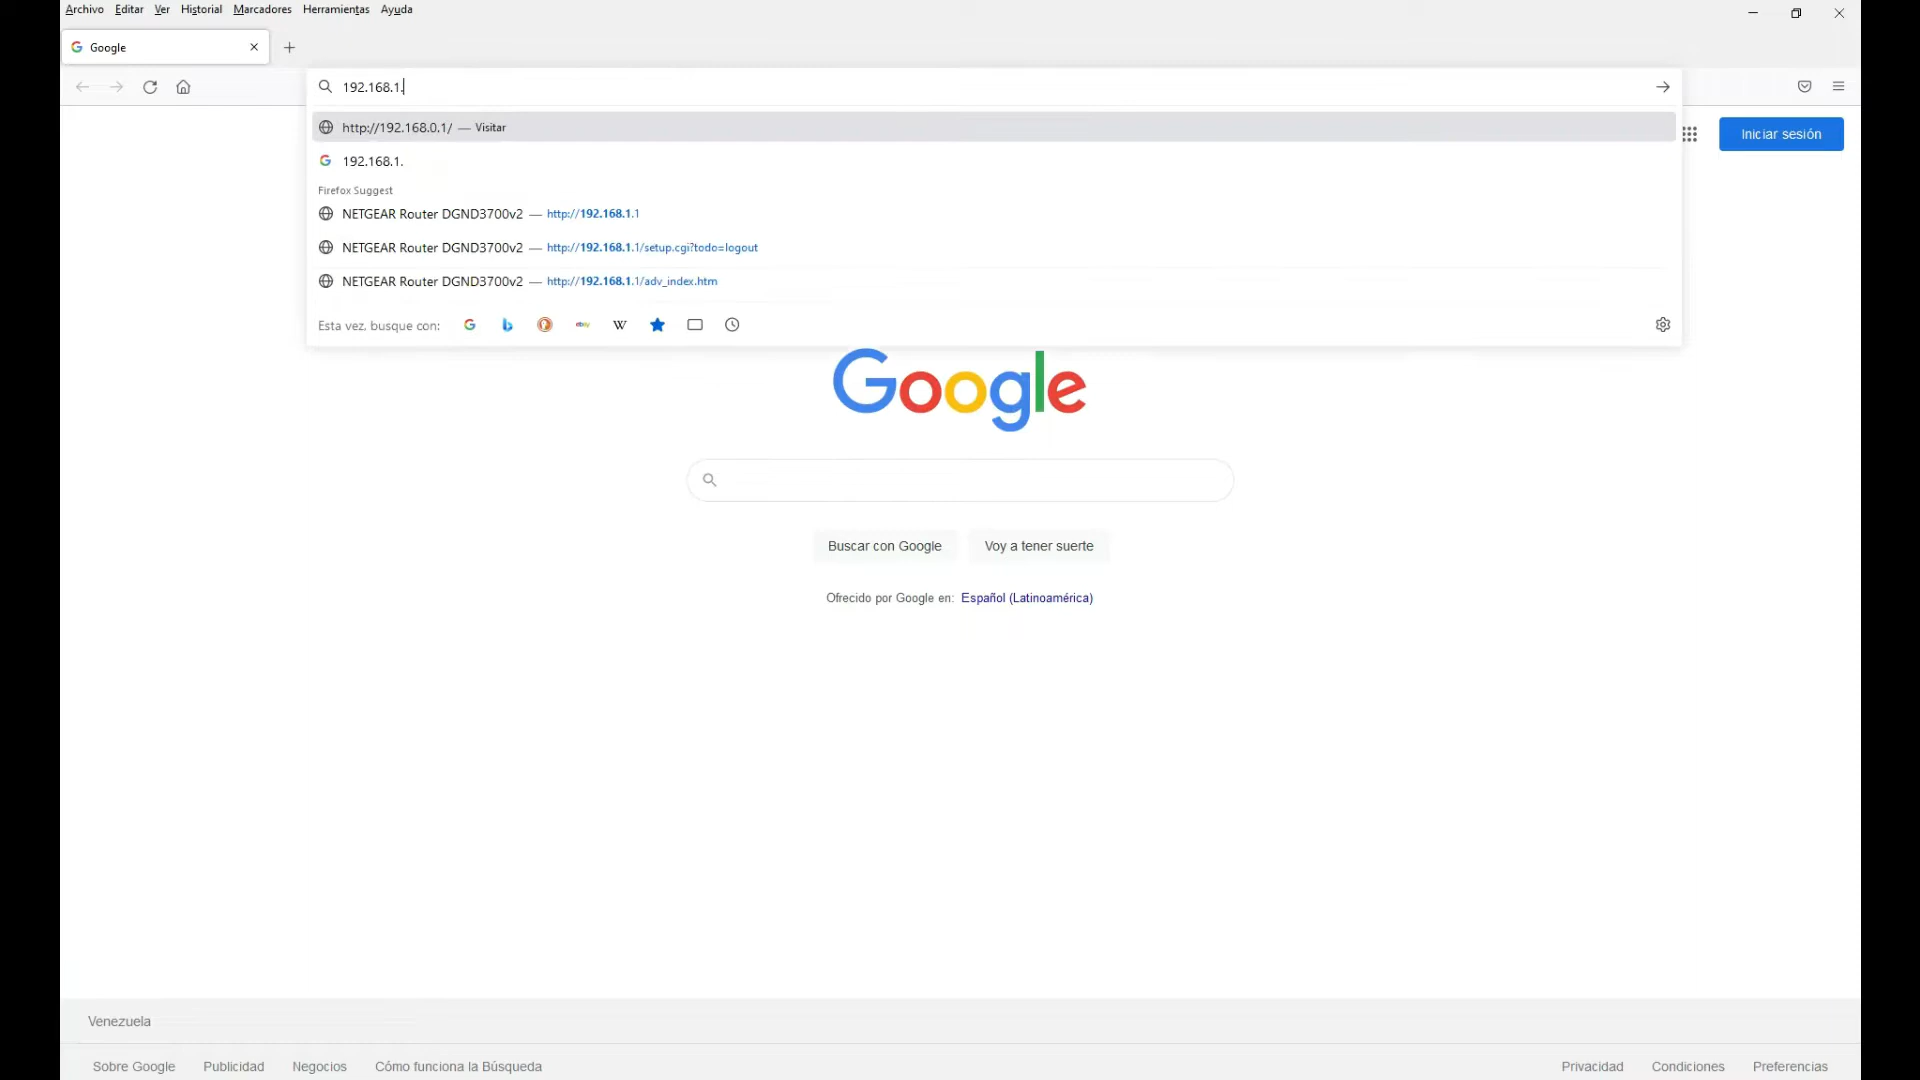 Archivo Editar Ver Historial Marcadores Herramientas Ayuda
Google
192.168.1.
http://192.168.0.1/ — Visitar
192.168.1.
Firefox Suggest
NETGEAR Router DGND3700v2 — http://192.168.1.1
NETGEAR Router DGND3700v2 — http://192.168.1.1/setup.cgi?todo=logout
NETGEAR Router DGND3700v2 — http://192.168.1.1/adv_index.htm
Esta vez, busque con: ebay W
Iniciar sesión
Google
Buscar con Google Voy a tener suerte
Ofrecido por Google en: Español (Latinoamérica)
Venezuela
Sobre Google Publicidad Negocios Cómo funciona la Búsqueda Privacidad Condiciones Preferencias